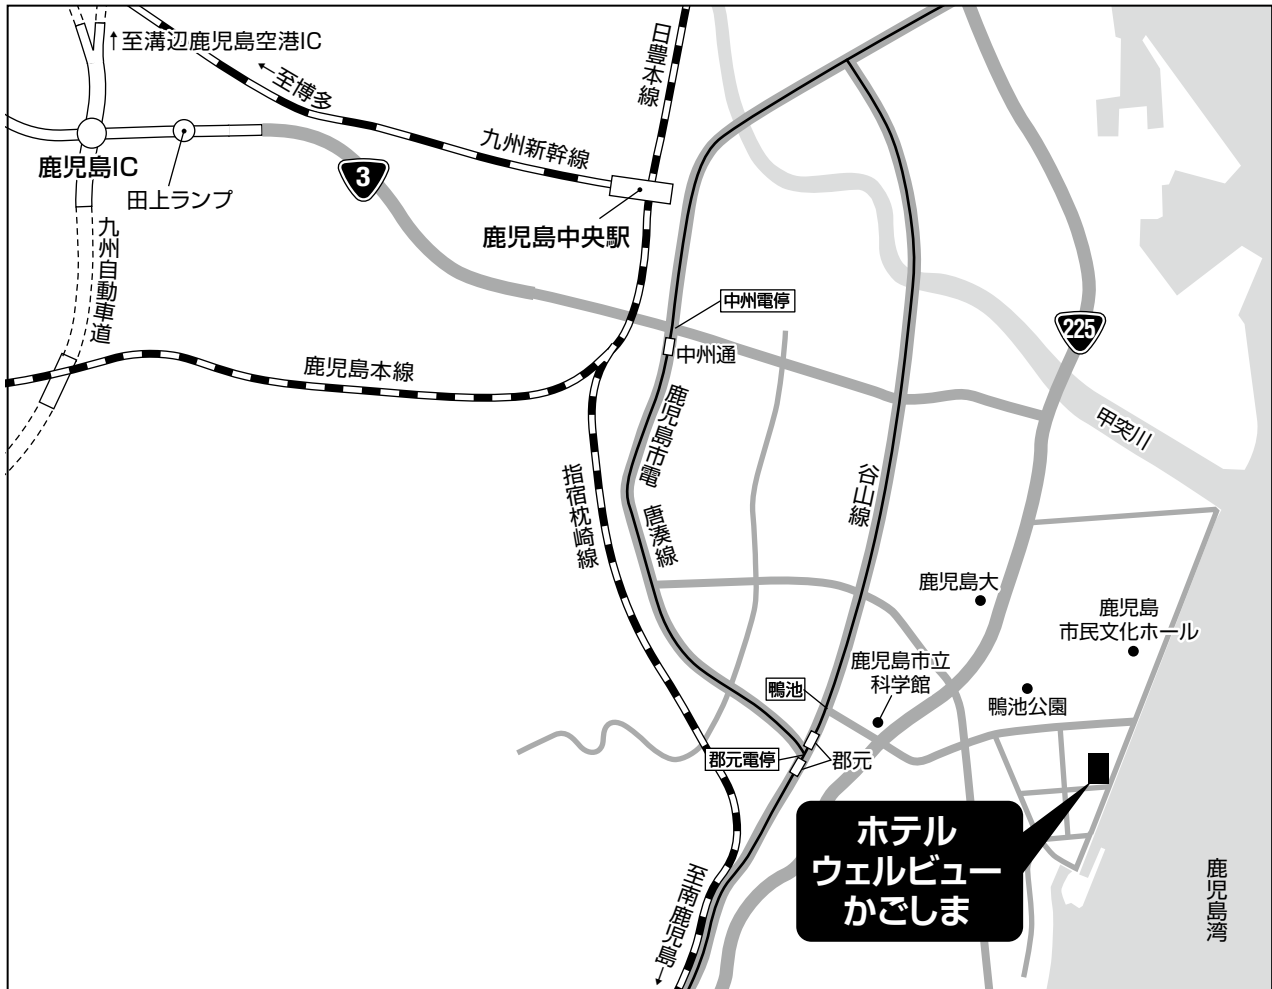 ↑至溝辺鹿児島空港IC
←至博多
日豊本線
九州新幹線
鹿児島IC
田上ランプ
3
鹿児島中央駅
九州自動車道
中州電停
中州通
225
鹿児島本線
鹿児島市電 唐湊線
甲突川
指宿枕崎線
谷山線
鹿児島大
鹿児島
市民文化ホール
鹿児島市立
科学館
鴨池
鴨池公園
郡元電停
郡元
ホテル
ウェルビュー
かごしま
至南鹿児島→
鹿児島湾